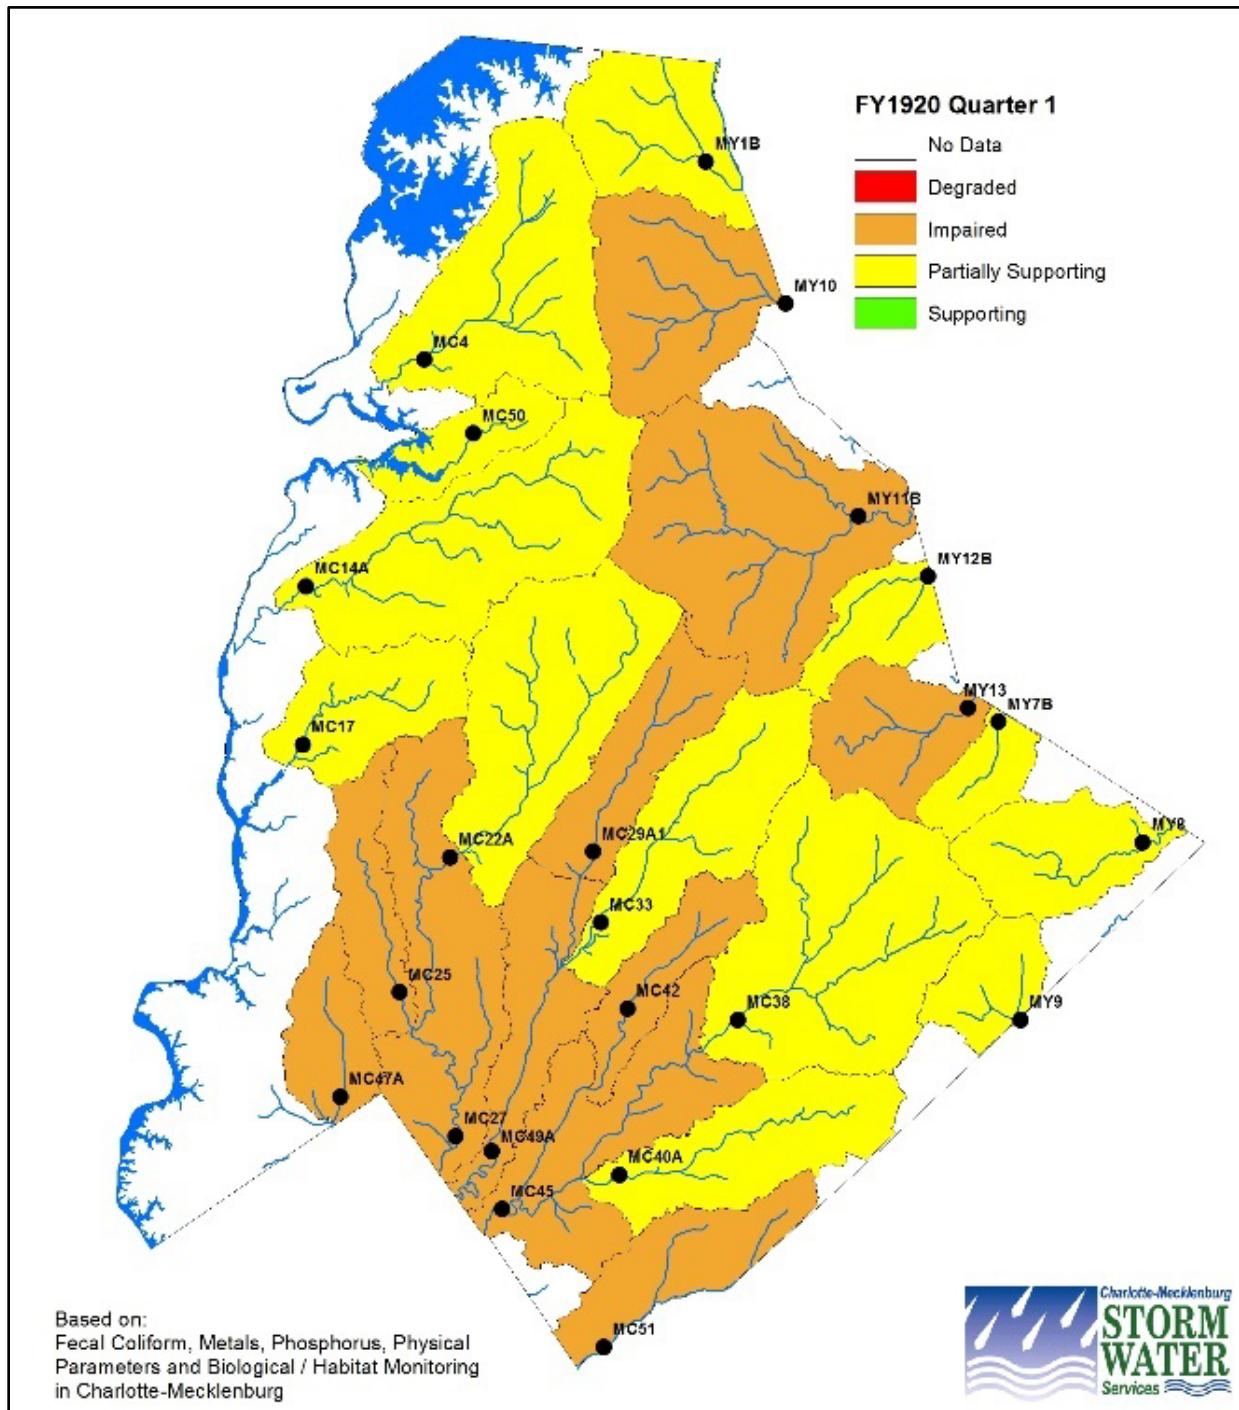 FY1920 Quarter 1
No Data
Degraded
Impaired
Partially Supporting
Supporting
MY1B
MY10
MC4
MC50
MY11B
MY12B
MC14A
MY13
MY7B
MC17
MY8
MC29A1
MC22A
MC33
MC25
MC42
MC38
MY9
MC47A
MC27
MC49A
MC40A
MC45
MC51
Based on:
Fecal Coliform, Metals, Phosphorus, Physical
Parameters and Biological / Habitat Monitoring
in Charlotte-Mecklenburg
Charlotte-Mecklenburg
STORM
WATER
Services